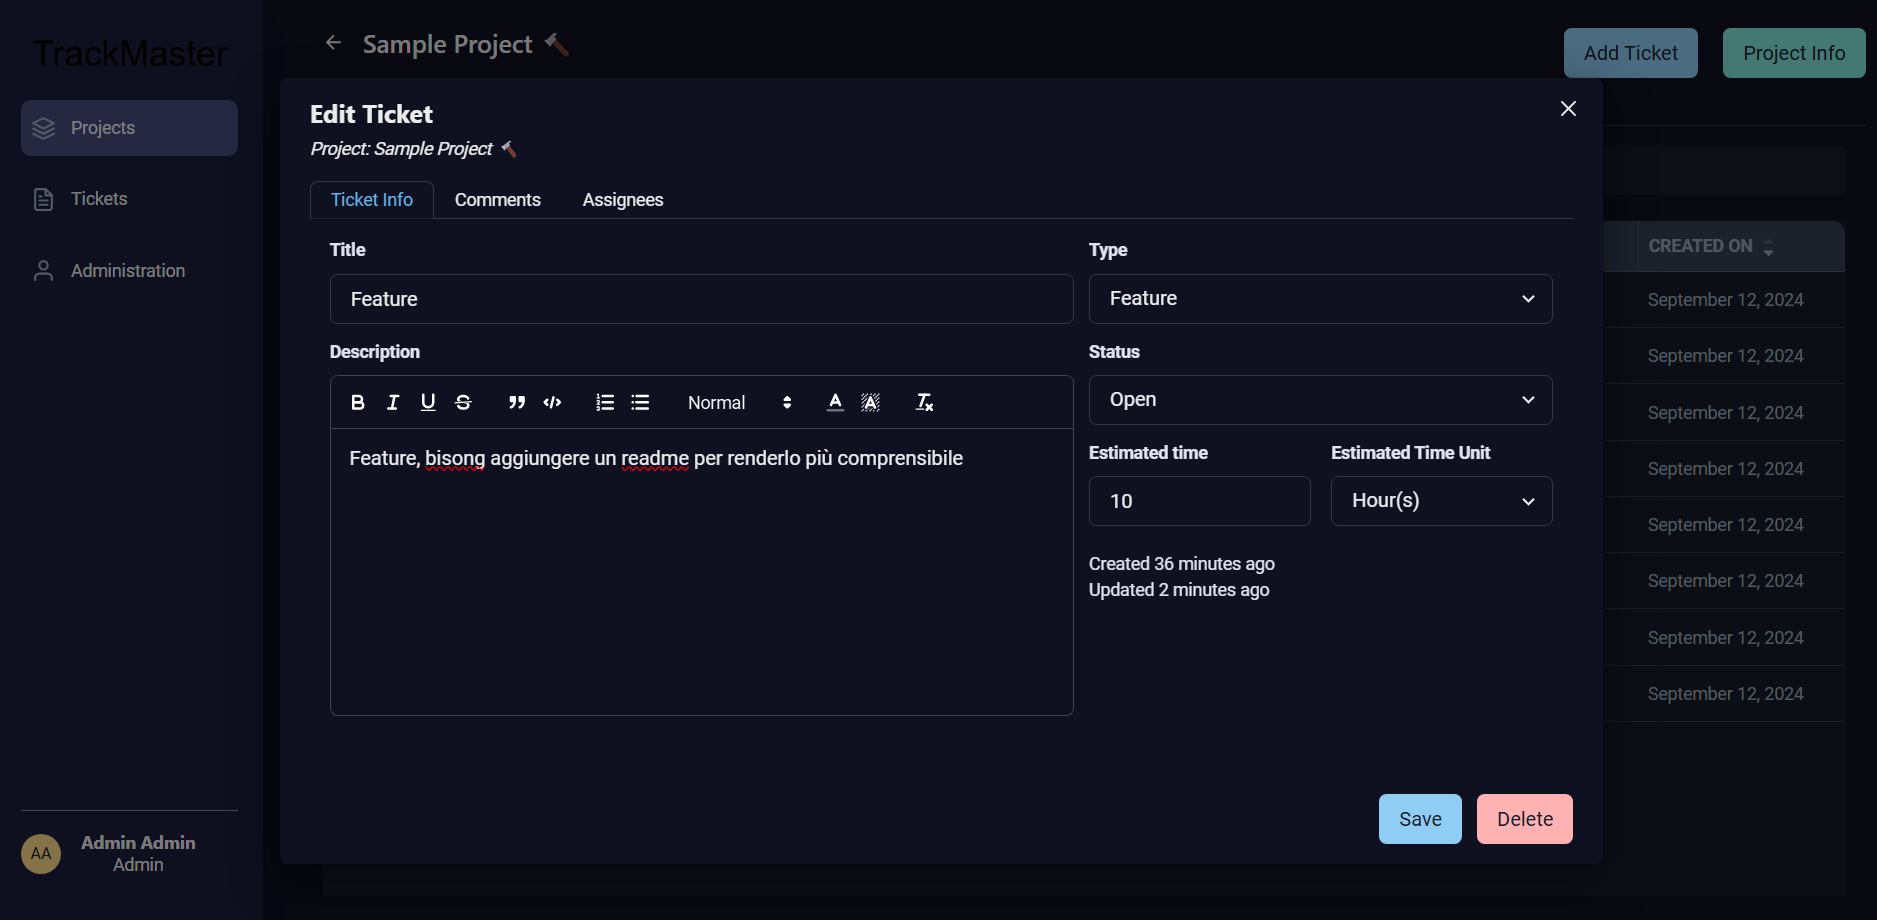 TrackMaster
Projects
Tickets
Administration
Admin Admin
Admin
AA
Sample Project
Add Ticket
Project Info
Edit Ticket
Project: Sample Project
Ticket Info
Comments
Assignees
Title
Feature
Description
B I U S
Normal
Feature, bisong aggiungere un readme per renderlo più comprensibile
Type
Feature
Status
Open
Estimated time
10
Estimated Time Unit
Hour(s)
Created 36 minutes ago
Updated 2 minutes ago
Save
Delete
CREATED ON
September 12, 2024
September 12, 2024
September 12, 2024
September 12, 2024
September 12, 2024
September 12, 2024
September 12, 2024
September 12, 2024